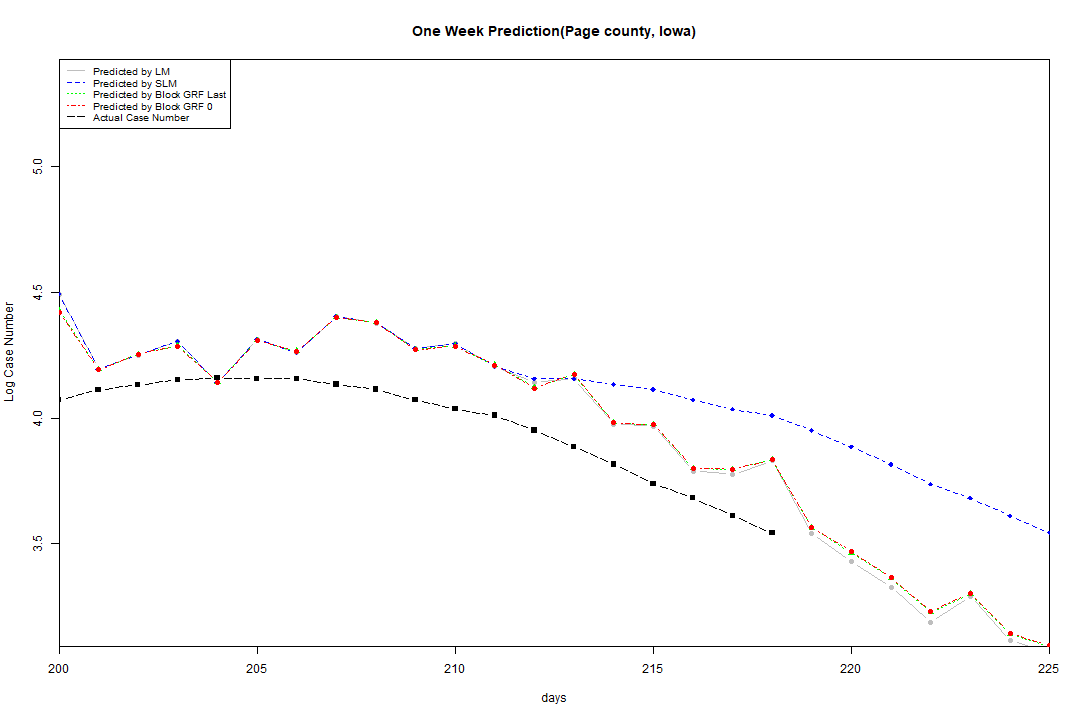 One Week Prediction(Page county, Iowa)
Predicted by LM
Predicted by SLM
Predicted by Block GRF Last
Predicted by Block GRF 0
Actual Case Number
5.0
4.5
4.0
3.5
Log Case Number
200 205 210 215 220 225
days